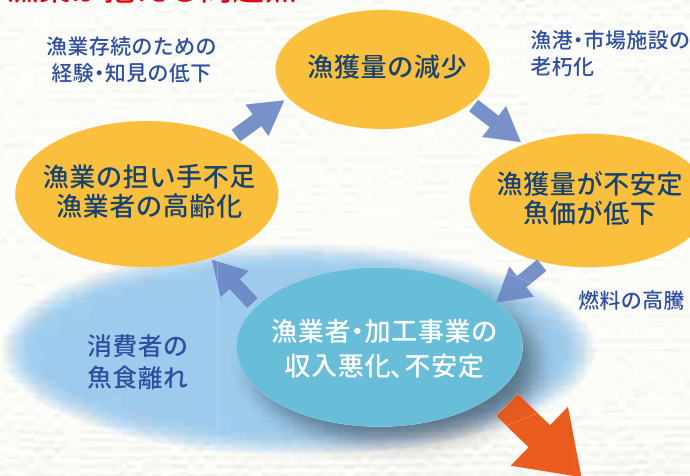 漁業存続のための
経験・知見の低下
漁獲量の減少
漁港・市場施設の
老朽化
漁業の担い手不足
漁業者の高齢化
漁獲量が不安定
魚価が低下
燃料の高騰
漁業者・加工事業の
収入悪化、不安定
消費者の
魚食離れ